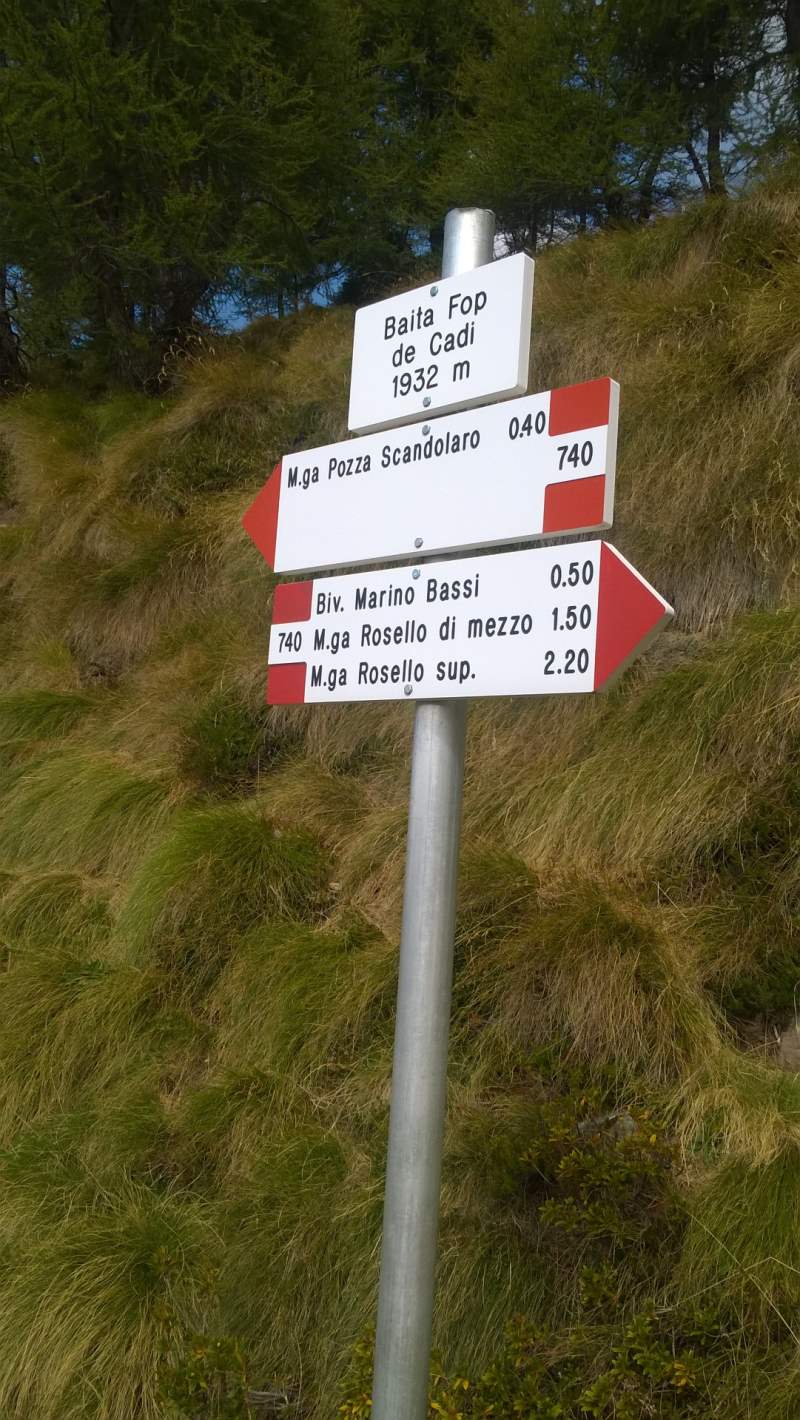 Baita Fop
de Cadi
1932 m
M.ga Pozza Scandolaro 0.40
740
Biv. Marino Bassi 0.50
740 M.ga Rosello di mezzo 1.50
M.ga Rosello sup. 2.20